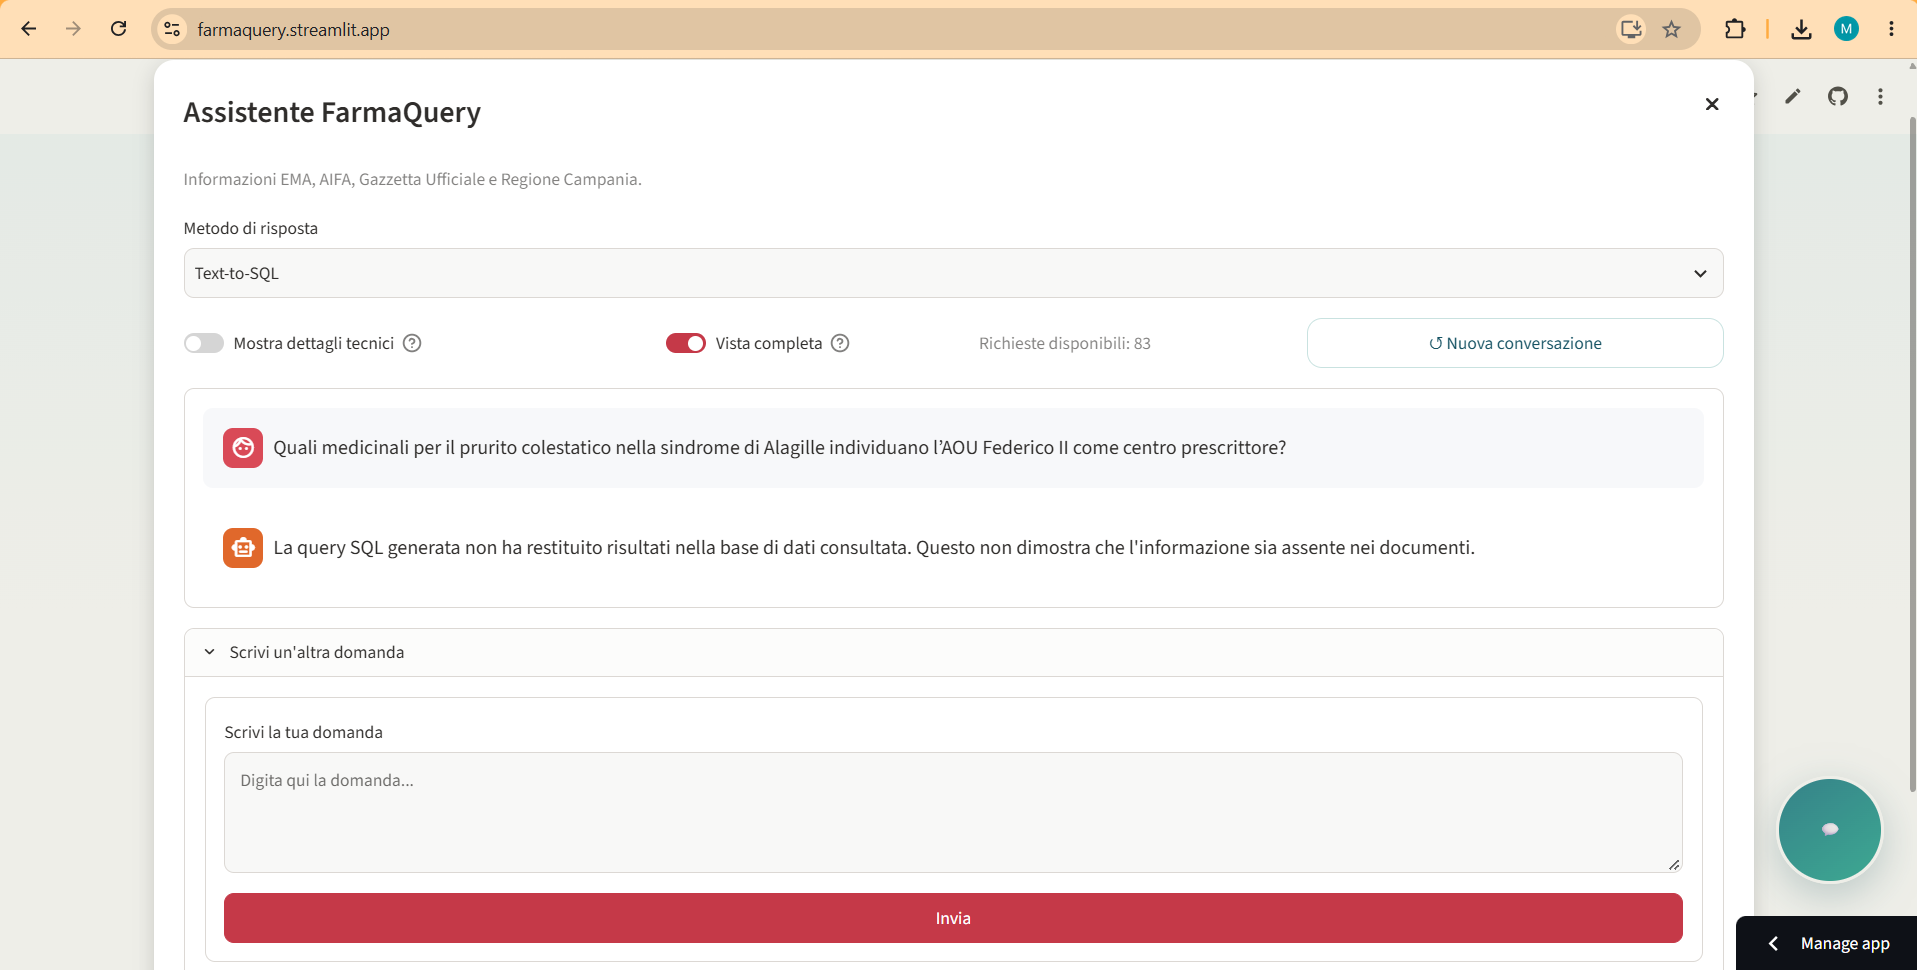 farmaquery.streamlit.app
M
Assistente FarmaQuery
Informazioni EMA, AIFA, Gazzetta Ufficiale e Regione Campania.
Metodo di risposta
Text-to-SQL
Mostra dettagli tecnici
Vista completa
Richieste disponibili: 83
↺ Nuova conversazione
Quali medicinali per il prurito colestatico nella sindrome di Alagille individuano l’AOU Federico II come centro prescrittore?
La query SQL generata non ha restituito risultati nella base di dati consultata. Questo non dimostra che l'informazione sia assente nei documenti.
Scrivi un'altra domanda
Scrivi la tua domanda
Digita qui la domanda...
Invia
Manage app